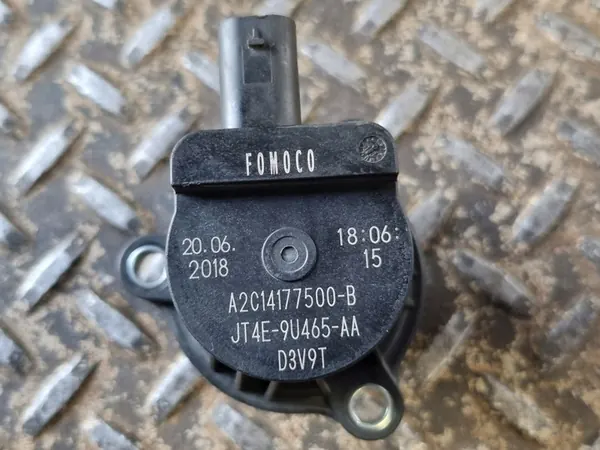 FOMOCO
20.06.
2018
18:06:
15
A2C14177500-B
JT4E-9U465-AA
D3V9T